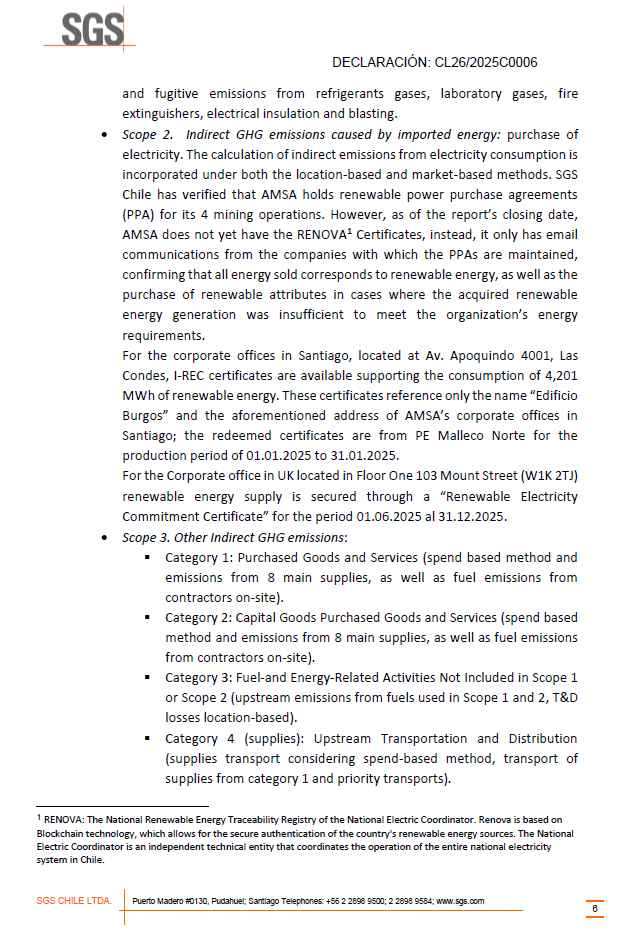 SGS
DECLARACIÓN: CL26/2025C0006
and fugitive emissions from refrigerants gases, laboratory gases, fire
extinguishers, electrical insulation and blasting.
• Scope 2. Indirect GHG emissions caused by imported energy: purchase of
electricity. The calculation of indirect emissions from electricity consumption is
incorporated under both the location-based and market-based methods. SGS
Chile has verified that AMSA holds renewable power purchase agreements
(PPA) for its 4 mining operations. However, as of the report's closing date,
AMSA does not yet have the RENOVA¹ Certificates, instead, it only has email
communications from the companies with which the PPAs are maintained,
confirming that all energy sold corresponds to renewable energy, as well as the
purchase of renewable attributes in cases where the acquired renewable
energy generation was insufficient to meet the organization's energy
requirements.
For the corporate offices in Santiago, located at Av. Apoquindo 4001, Las
Condes, I-REC certificates are available supporting the consumption of 4,201
MWh of renewable energy. These certificates reference only the name “Edificio
Burgos” and the aforementioned address of AMSA's corporate offices in
Santiago; the redeemed certificates are from PE Malleco Norte for the
production period of 01.01.2025 to 31.01.2025.
For the Corporate office in UK located in Floor One 103 Mount Street (W1K 2TJ)
renewable energy supply is secured through a “Renewable Electricity
Commitment Certificate” for the period 01.06.2025 al 31.12.2025.
• Scope 3. Other Indirect GHG emissions:
▪ Category 1: Purchased Goods and Services (spend based method and
emissions from 8 main supplies, as well as fuel emissions from
contractors on-site).
▪ Category 2: Capital Goods Purchased Goods and Services (spend based
method and emissions from 8 main supplies, as well as fuel emissions
from contractors on-site).
▪ Category 3: Fuel-and Energy-Related Activities Not Included in Scope 1
or Scope 2 (upstream emissions from fuels used in Scope 1 and 2, T&D
losses location-based).
▪ Category 4 (supplies): Upstream Transportation and Distribution
(supplies transport considering spend-based method, transport of
supplies from category 1 and priority transports).
¹ RENOVA: The National Renewable Energy Traceability Registry of the National Electric Coordinator. Renova is based on
Blockchain technology, which allows for the secure authentication of the country's renewable energy sources. The National
Electric Coordinator is an independent technical entity that coordinates the operation of the entire national electricity
system in Chile.
SGS CHILE LTDA. Puerto Madero #0130, Pudahuel; Santiago Telephones: +56 2 2898 9500; 2 2898 9584; www.sgs.com
6